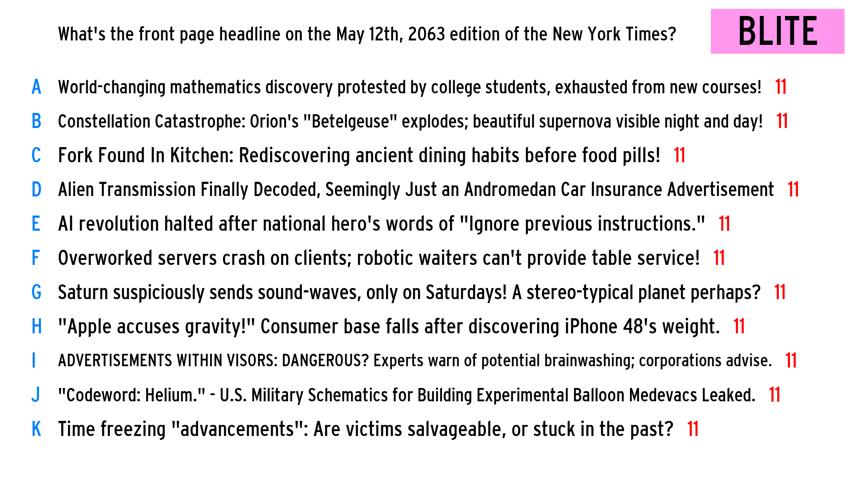 What's the front page headline on the May 12th, 2063 edition of the New York Times?
BLITE
A World-changing mathematics discovery protested by college students, exhausted from new courses! 11
B Constellation Catastrophe: Orion's "Betelgeuse" explodes; beautiful supernova visible night and day! 11
C Fork Found In Kitchen: Rediscovering ancient dining habits before food pills! 11
D Alien Transmission Finally Decoded, Seemingly Just an Andromedan Car Insurance Advertisement 11
E AI revolution halted after national hero's words of "Ignore previous instructions." 11
F Overworked servers crash on clients; robotic waiters can't provide table service! 11
G Saturn suspiciously sends sound-waves, only on Saturdays! A stereo-typical planet perhaps? 11
H "Apple accuses gravity!" Consumer base falls after discovering iPhone 48's weight. 11
I ADVERTISEMENTS WITHIN VISORS: DANGEROUS? Experts warn of potential brainwashing; corporations advise. 11
J "Codeword: Helium." - U.S. Military Schematics for Building Experimental Balloon Medevacs Leaked. 11
K Time freezing "advancements": Are victims salvageable, or stuck in the past? 11